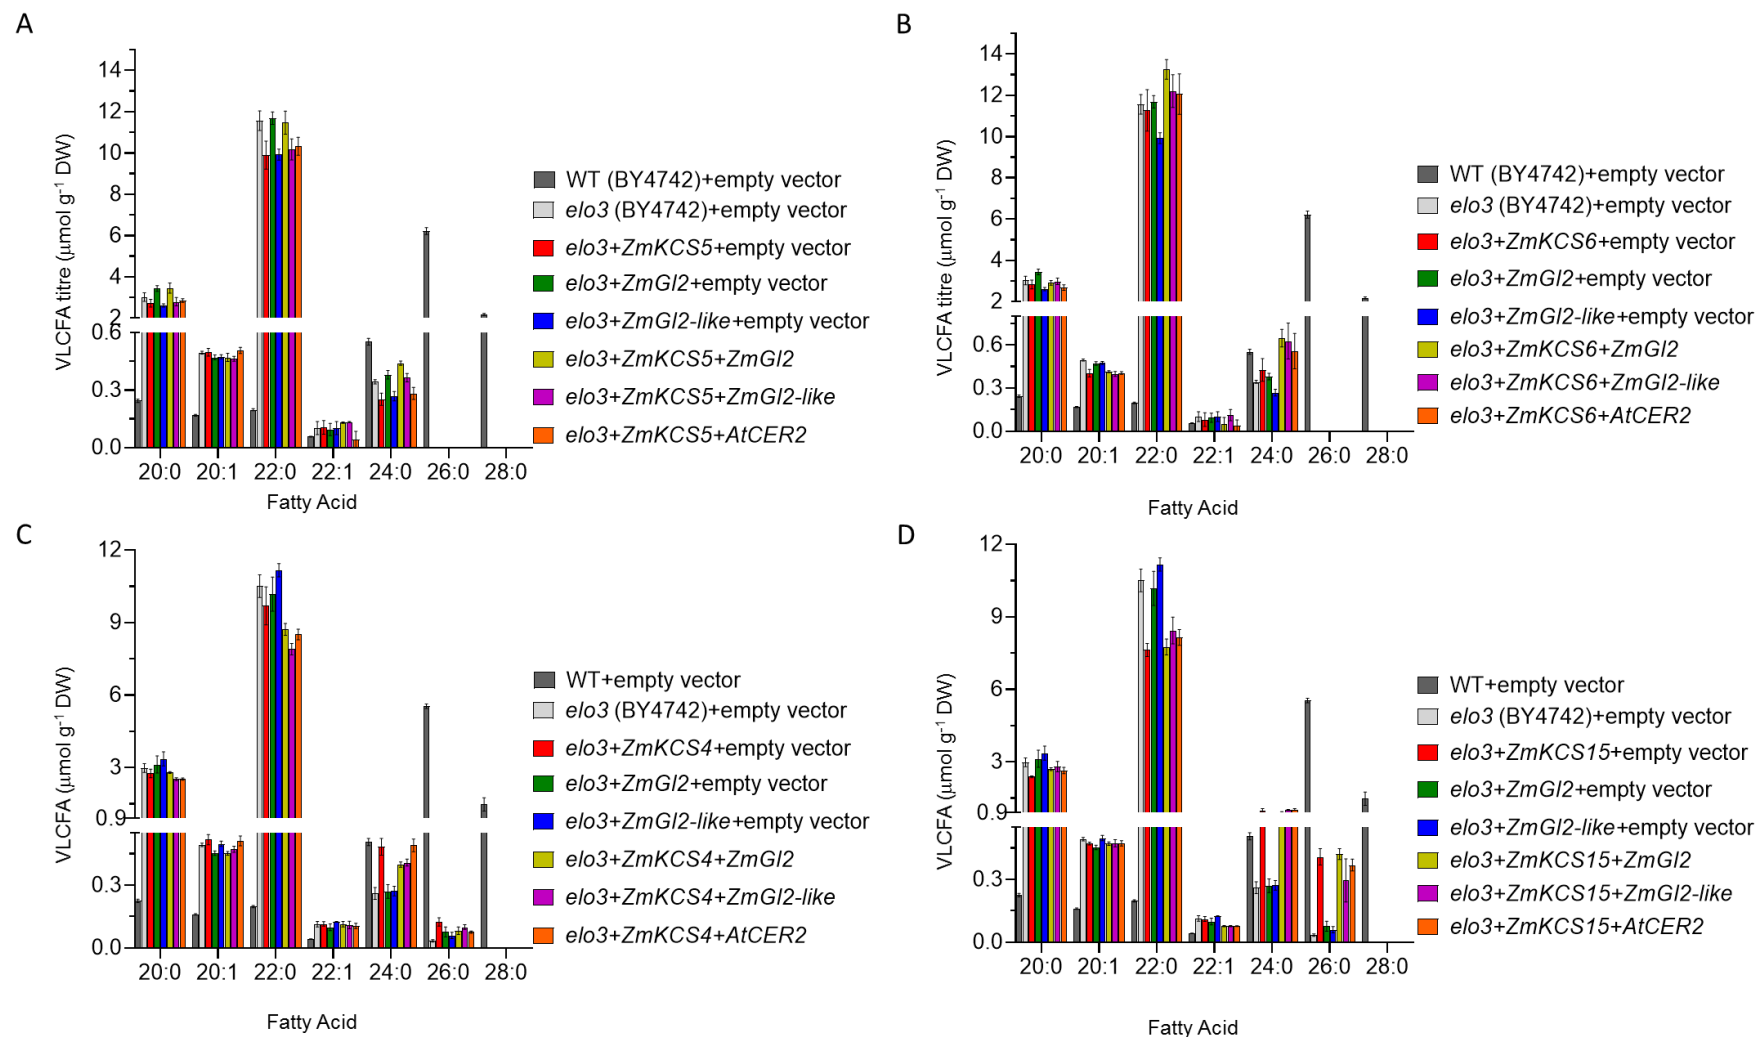 A
VLCFA titre (µmol g-1 DW)
14
12
10
8
6
4
2
0.6
0.3
0.0
20:0 20:1 22:0 22:1 24:0 26:0 28:0
Fatty Acid
WT (BY4742)+empty vector
elo3 (BY4742)+empty vector
elo3+ZmKCS5+empty vector
elo3+ZmGl2+empty vector
elo3+ZmGl2-like+empty vector
elo3+ZmKCS5+ZmGl2
elo3+ZmKCS5+ZmGl2-like
elo3+ZmKCS5+AtCER2
B
VLCFA titre (µmol g-1 DW)
14
12
10
8
6
4
2
0.6
0.3
0.0
20:0 20:1 22:0 22:1 24:0 26:0 28:0
Fatty Acid
WT (BY4742)+empty vector
elo3 (BY4742)+empty vector
elo3+ZmKCS6+empty vector
elo3+ZmGl2+empty vector
elo3+ZmGl2-like+empty vector
elo3+ZmKCS6+ZmGl2
elo3+ZmKCS6+ZmGl2-like
elo3+ZmKCS6+AtCER2
C
VLCFA (µmol g-1 DW)
12
9
6
3
0.9
0.3
0.0
20:0 20:1 22:0 22:1 24:0 26:0 28:0
Fatty Acid
WT+empty vector
elo3 (BY4742)+empty vector
elo3+ZmKCS4+empty vector
elo3+ZmGl2+empty vector
elo3+ZmGl2-like+empty vector
elo3+ZmKCS4+ZmGl2
elo3+ZmKCS4+ZmGl2-like
elo3+ZmKCS4+AtCER2
D
VLCFA (µmol g-1 DW)
12
9
6
3
0.9
0.3
0.0
20:0 20:1 22:0 22:1 24:0 26:0 28:0
Fatty Acid
WT+empty vector
elo3 (BY4742)+empty vector
elo3+ZmKCS15+empty vector
elo3+ZmGl2+empty vector
elo3+ZmGl2-like+empty vector
elo3+ZmKCS15+ZmGl2
elo3+ZmKCS15+ZmGl2-like
elo3+ZmKCS15+AtCER2